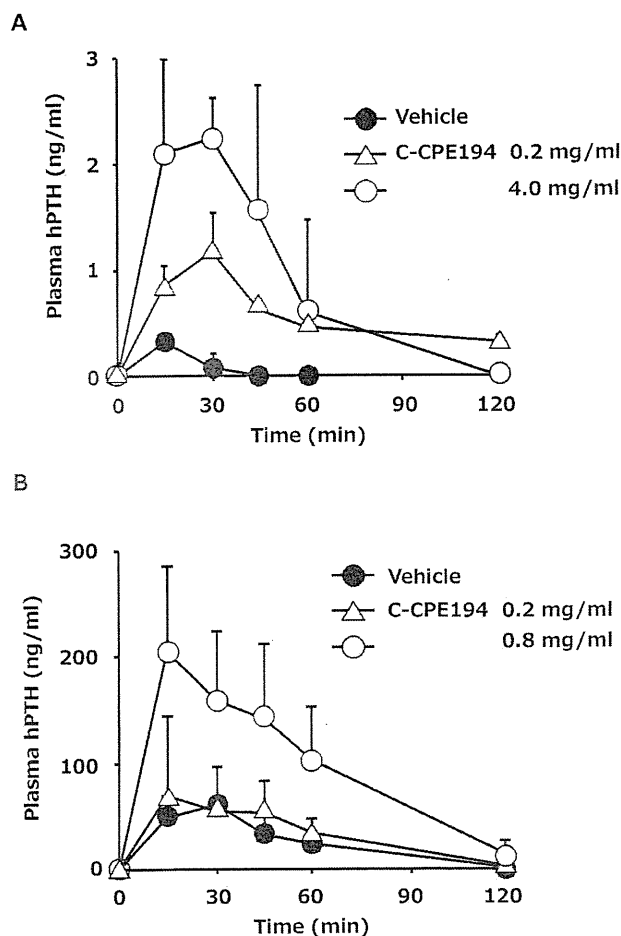 A
Plasma hPTH (ng/ml)
3
2
1
0
Vehicle
C-CPE194 0.2 mg/ml
4.0 mg/ml
0 30 60 90 120
Time (min)
B
Plasma hPTH (ng/ml)
300
200
100
0
Vehicle
C-CPE194 0.2 mg/ml
0.8 mg/ml
0 30 60 90 120
Time (min)